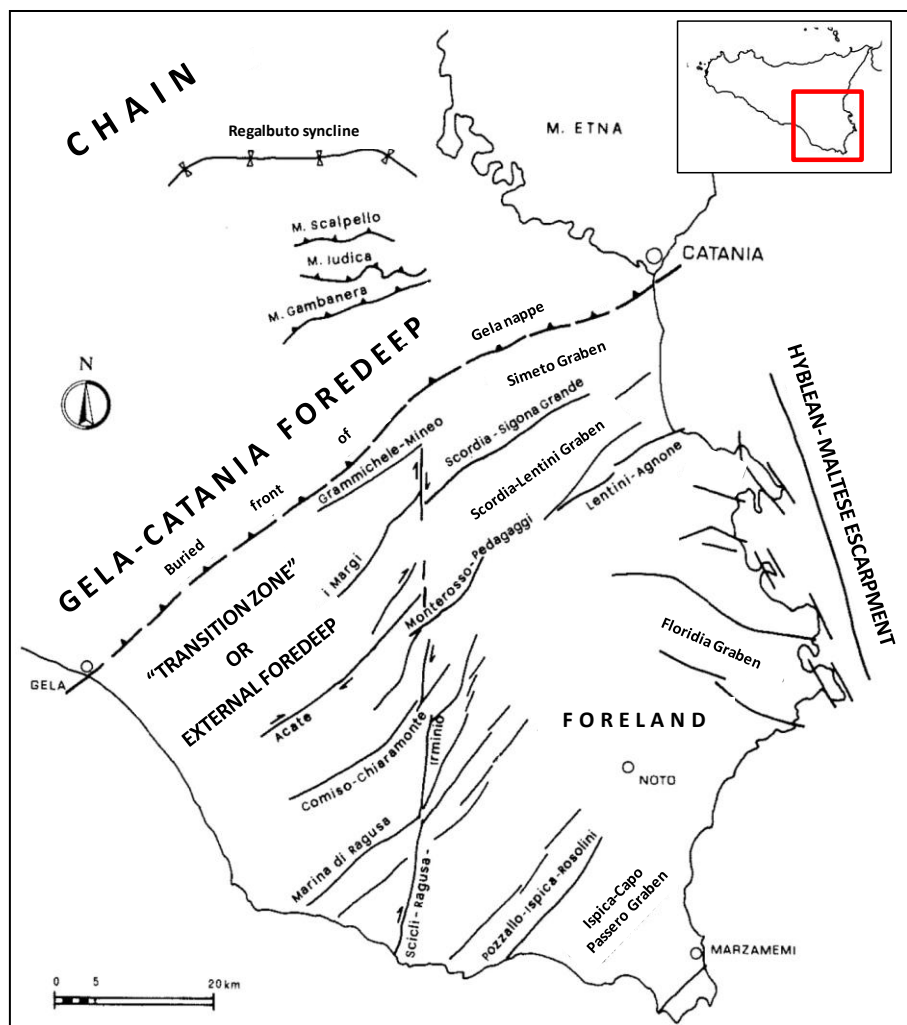 CHAIN
Regalbuto syncline
M. ETNA
M. Scalpello
M. Iudica
M. Gambanera
CATANIA
Gela nappe
Simeto Graben
N
GELA-CATANIA FOREDEEP
Buried front of
Grammichele-Mineo
Scordia-Sigona Grande
Scordia-Lentini Graben
Lentini-Agnone
HYBLEAN-MALTESE ESCARPMENT
i Margi
Monterosso-Pedagaggi
“TRANSITION ZONE”
OR
EXTERNAL FOREDEEP
GELA
Acate
Floridia Graben
FORELAND
Comiso-Chiaramonte
Irminio
NOTO
Marina di Ragusa
Scicli-Ragusa-
Pozzallo-Ispica-Rosolini
Ispica-Capo
Passero Graben
MARZAMEMI
0 5 20 km